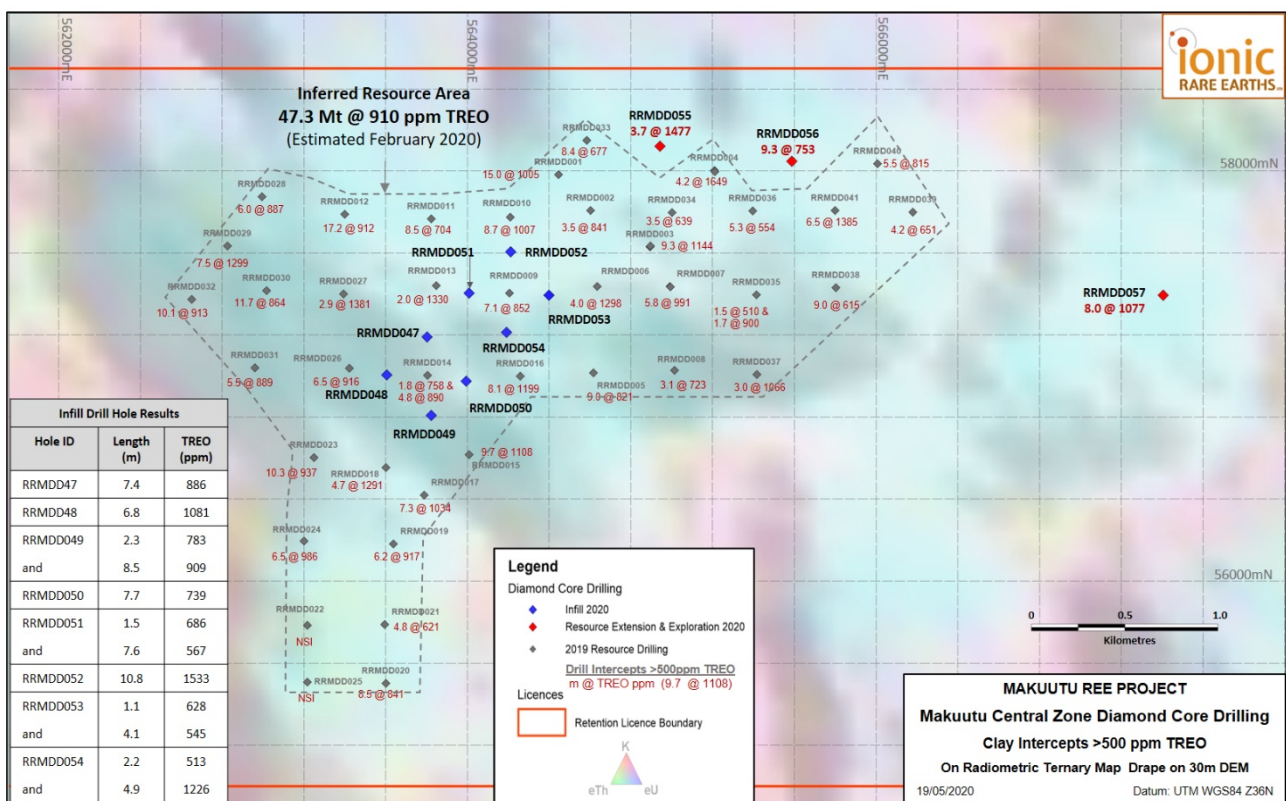 562000mE
564000mE
566000mE
ionic
RARE EARTHS
Inferred Resource Area
47.3 Mt @ 910 ppm TREO
(Estimated February 2020)
RRMDD055
3.7 @ 1477
RRMDD056
9.3 @ 753
RRMDD033
8.4 @ 677
RRMDD001
15.0 @ 1005
RRMDD004
4.2 @ 1649
RRMDD040
5.5 @ 815
58000mN
RRMDD028
6.0 @ 887
RRMDD012
17.2 @ 912
RRMDD011
8.5 @ 704
RRMDD010
8.7 @ 1007
RRMDD002
3.5 @ 841
RRMDD034
3.5 @ 639
RRMDD036
5.3 @ 554
RRMDD041
6.5 @ 1385
RRMDD039
4.2 @ 651
RRMDD029
7.5 @ 1299
RRMDD051
RRMDD052
RRMDD003
9.3 @ 1144
RRMDD032
10.1 @ 913
RRMDD030
11.7 @ 864
RRMDD027
2.9 @ 1381
RRMDD013
2.0 @ 1330
RRMDD009
7.1 @ 852
RRMDD006
4.0 @ 1298
RRMDD007
5.8 @ 991
RRMDD035
1.5 @ 510 &
1.7 @ 900
RRMDD038
9.0 @ 615
RRMDD057
8.0 @ 1077
RRMDD053
RRMDD047
RRMDD054
RRMDD031
5.9 @ 889
RRMDD026
6.5 @ 916
RRMDD014
1.8 @ 758 &
4.8 @ 890
RRMDD016
8.1 @ 1199
RRMDD005
9.0 @ 821
RRMDD008
3.1 @ 723
RRMDD037
3.0 @ 1066
RRMDD048
RRMDD050
RRMDD049
RRMDD023
10.3 @ 937
RRMDD018
4.7 @ 1291
9.7 @ 1108
RRMDD015
RRMDD017
7.3 @ 1034
RRMDD024
6.5 @ 986
RRMDD019
6.2 @ 917
56000mN
RRMDD022
NSI
RRMDD021
4.8 @ 621
RRMDD025
NSI
RRMDD020
8.5 @ 841
Infill Drill Hole Results
Hole ID Length (m) TREO (ppm)
RRMDD47 7.4 886
RRMDD48 6.8 1081
RRMDD049 2.3 783
and 8.5 909
RRMDD050 7.7 739
RRMDD051 1.5 686
and 7.6 567
RRMDD052 10.8 1533
RRMDD053 1.1 628
and 4.1 545
RRMDD054 2.2 513
and 4.9 1226
Legend
Diamond Core Drilling
Infill 2020
Resource Extension & Exploration 2020
2019 Resource Drilling
Drill Intercepts >500ppm TREO
m @ TREO ppm (9.7 @ 1108)
Licences
Retention Licence Boundary
K
eTh eU
0 0.5 1.0
Kilometres
MAKUUTU REE PROJECT
Makuutu Central Zone Diamond Core Drilling
Clay Intercepts >500 ppm TREO
On Radiometric Ternary Map Drape on 30m DEM
19/05/2020 Datum: UTM WGS84 Z36N